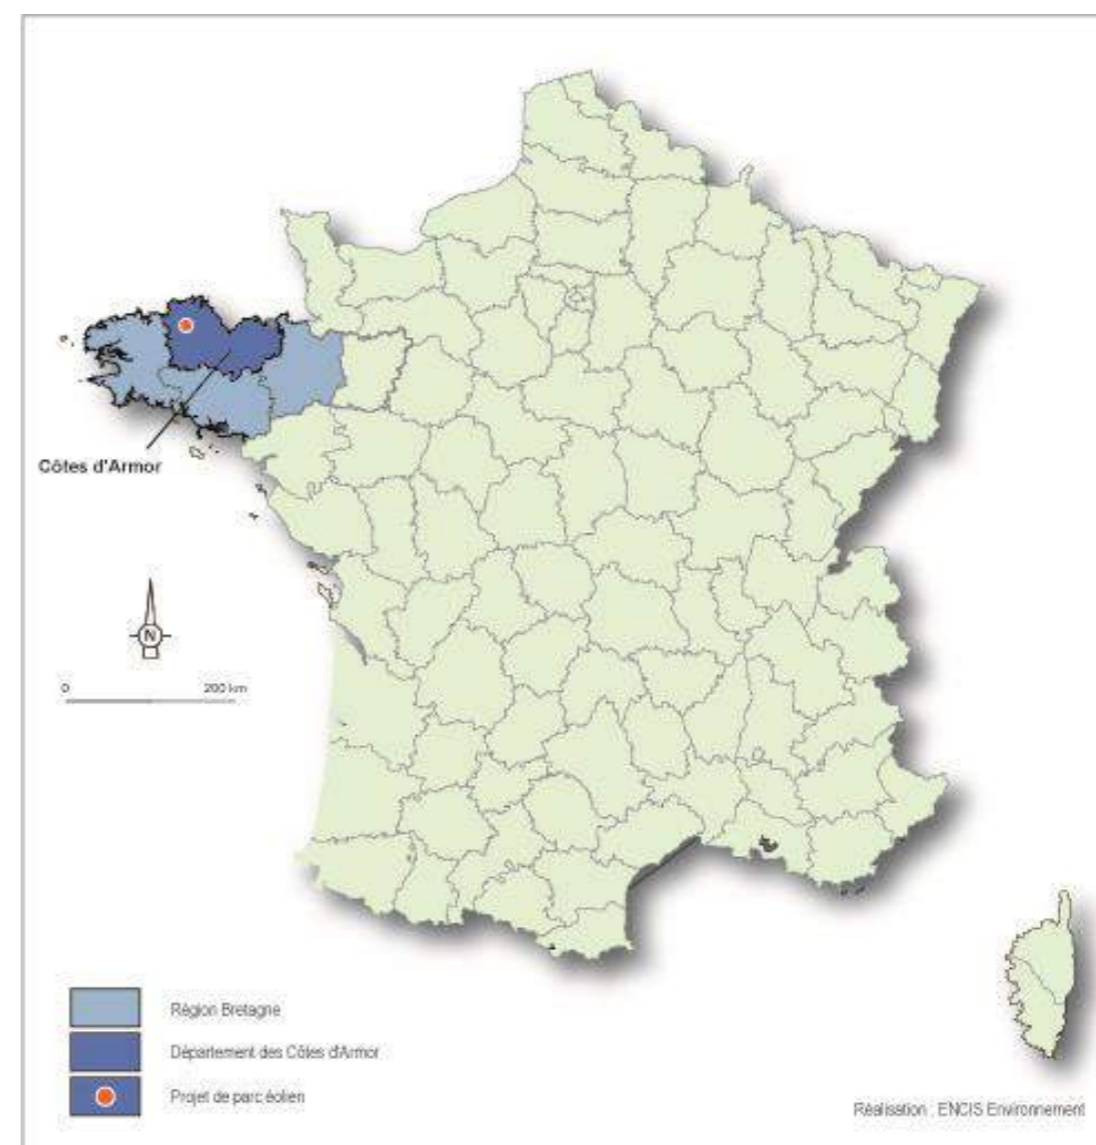 Côtes d'Armor
N
0 200 km
Région Bretagne
Département des Côtes d'Armor
Projet de parc éolien
Réalisation : ENCIS Environnement